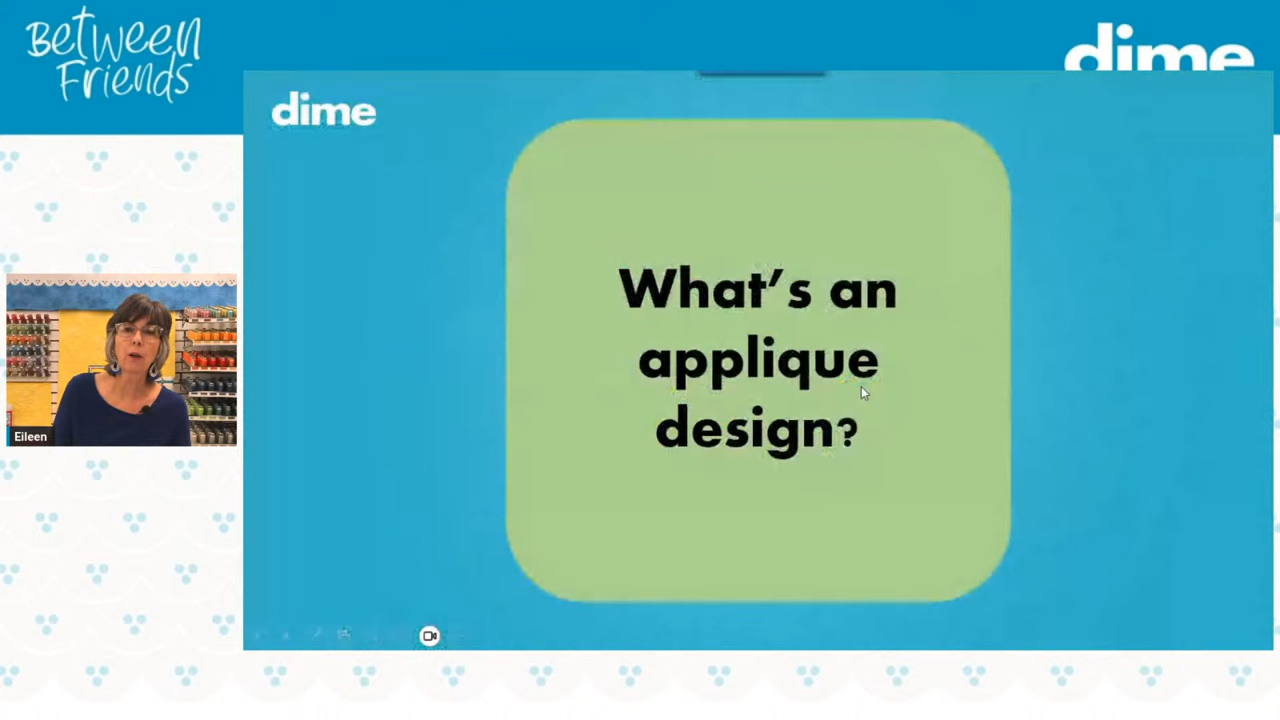 Between
Friends
dime
dime
What's an
applique
design?
Eileen